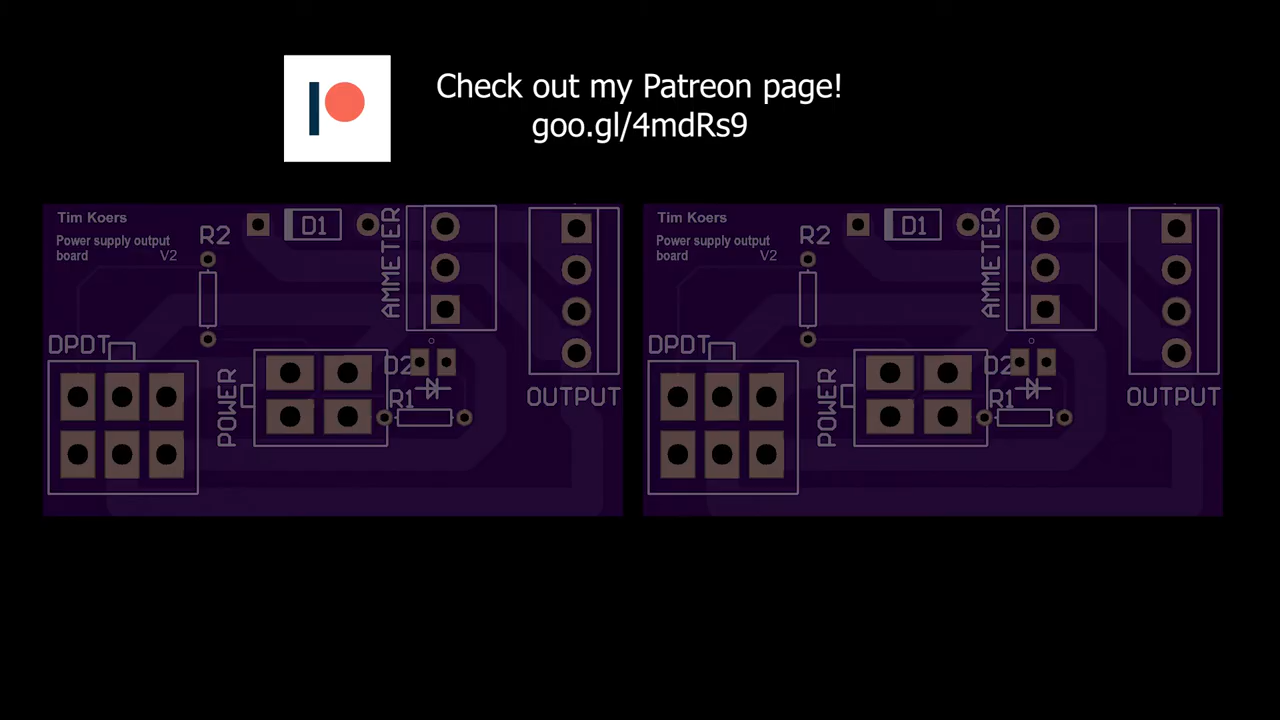 Check out my Patreon page!
goo.gl/4mdRs9
Tim Koers
Power supply output
board V2
R2
D1
AMMETER
DPDT
POWER
D2
R1
OUTPUT
Tim Koers
Power supply output
board V2
R2
D1
AMMETER
DPDT
POWER
D2
R1
OUTPUT